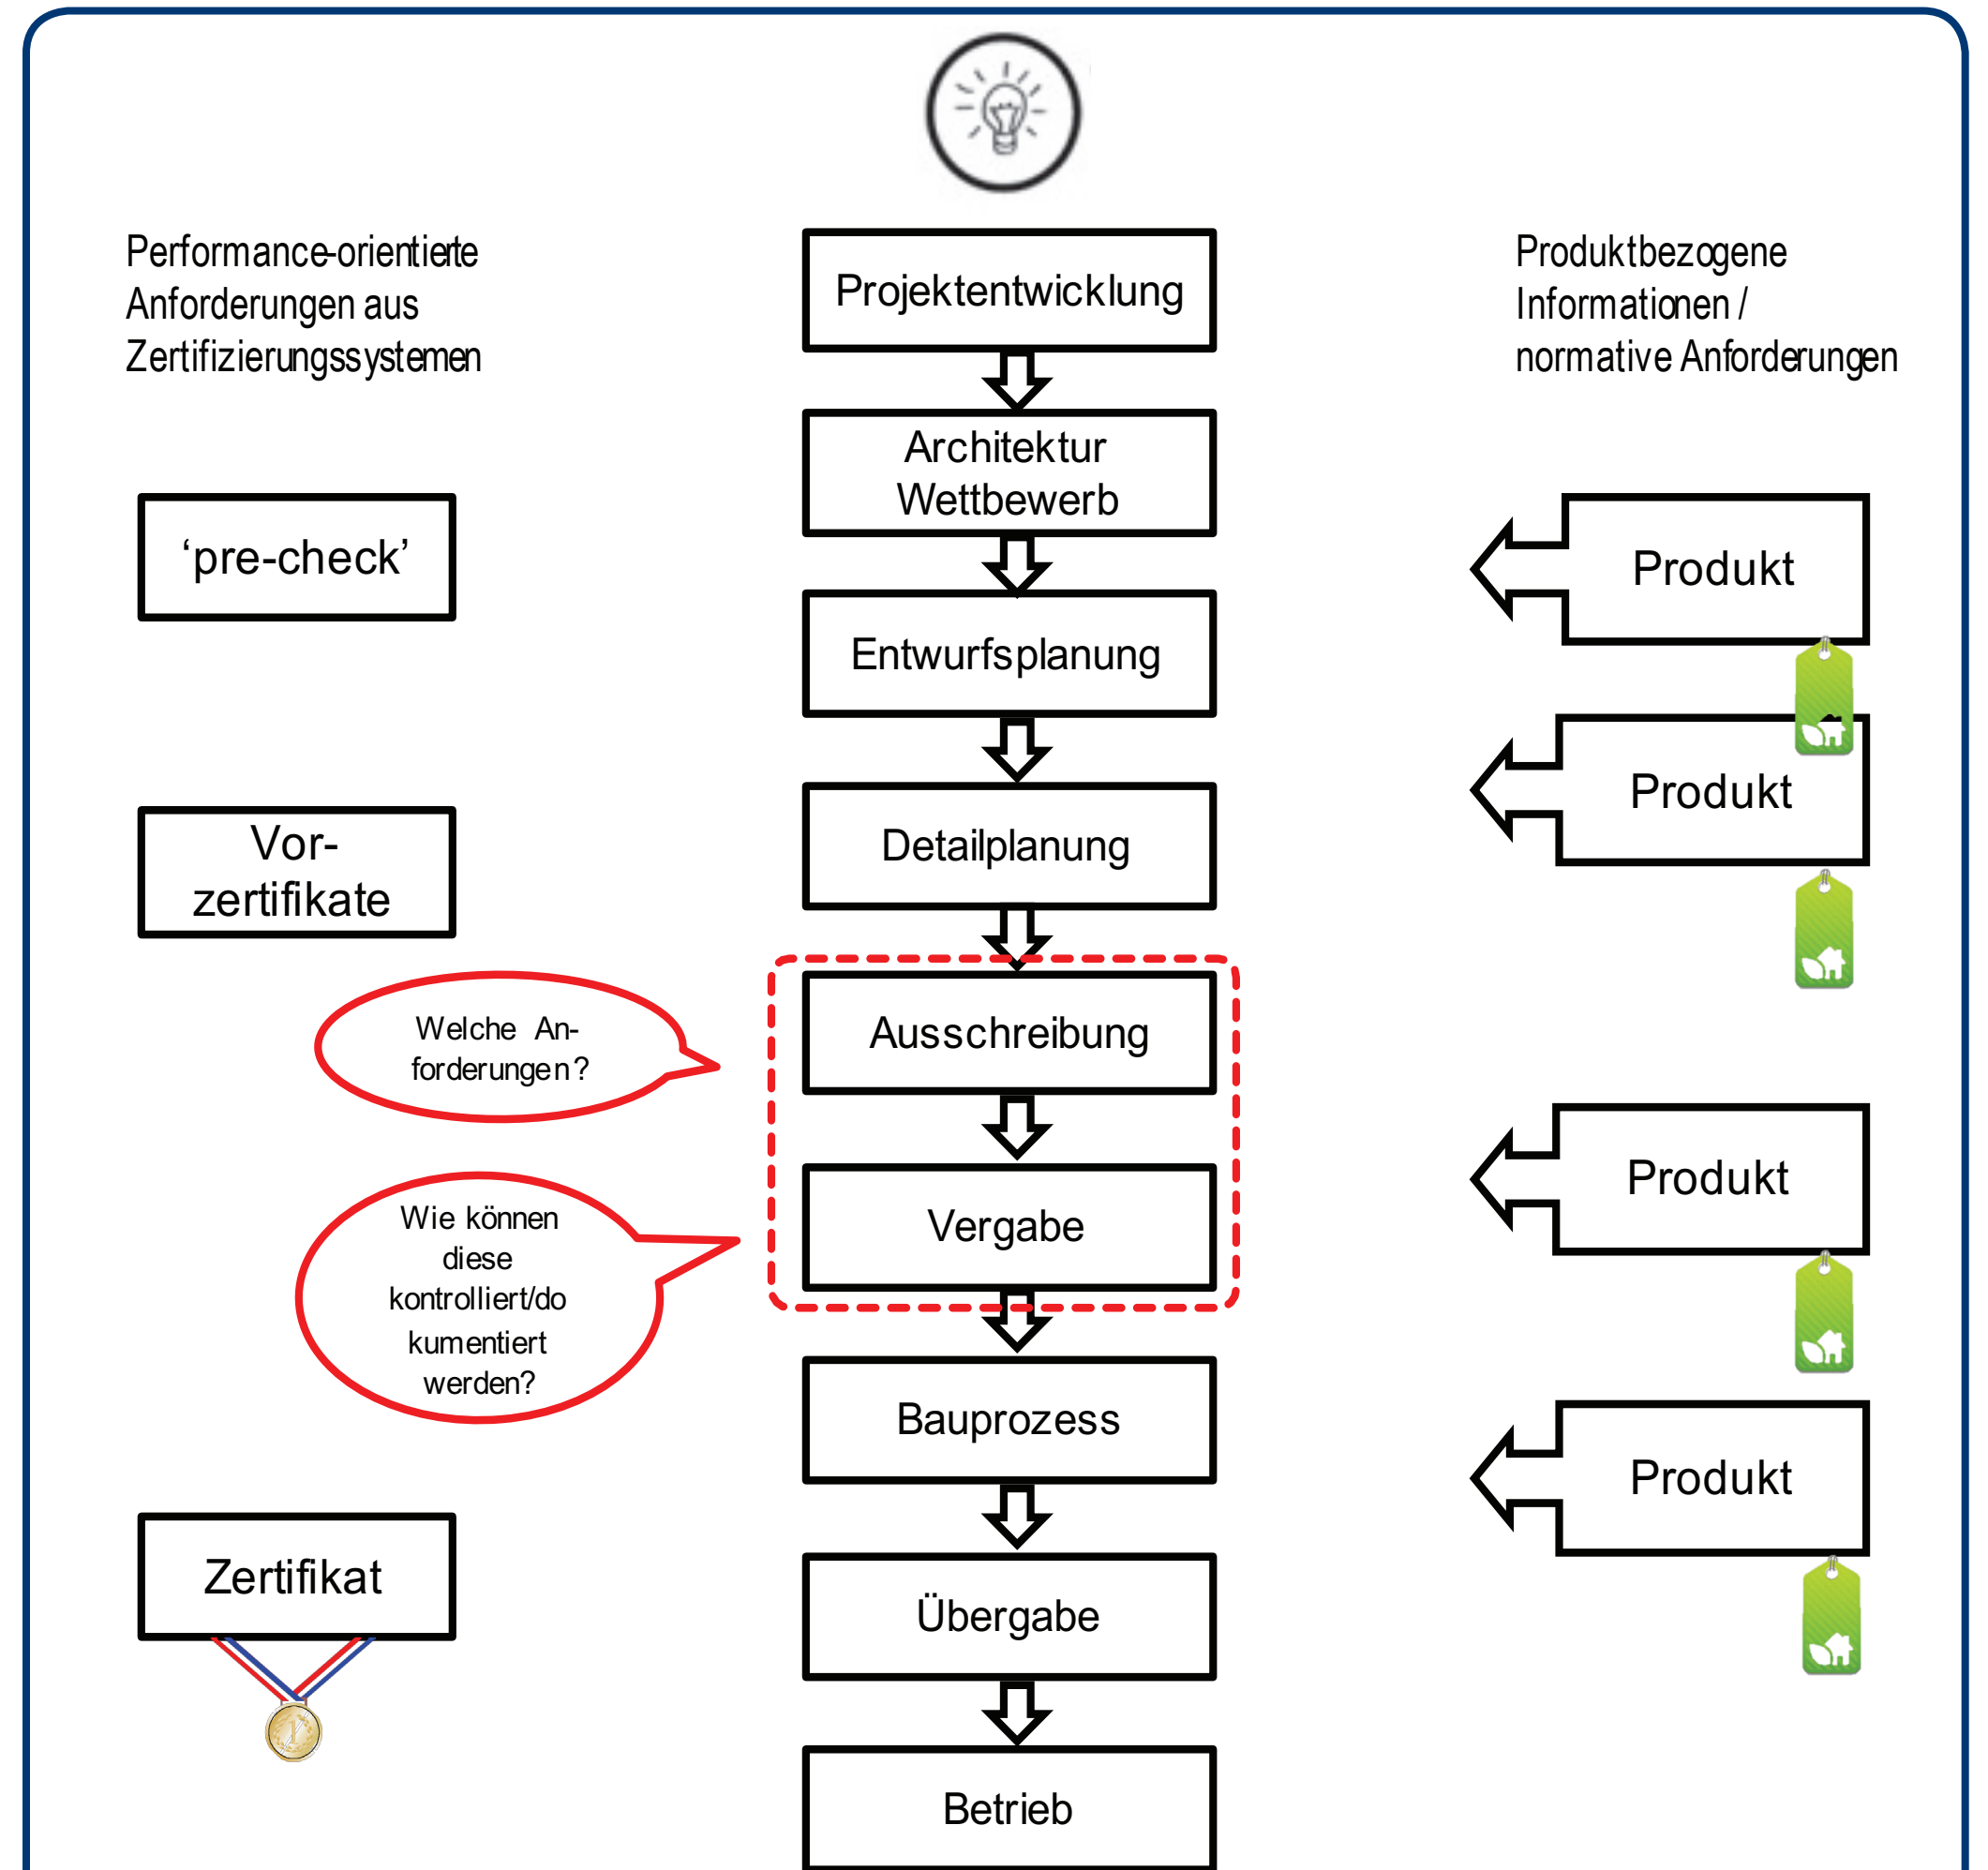 Performance-orientierte
Anforderungen aus
Zertifizierungssystemen
Produktbezogene
Informationen /
normative Anforderungen
Projektentwicklung
Architektur
Wettbewerb
'pre-check'
Produkt
Entwurfsplanung
Produkt
Vor-
zertifikate
Detailplanung
Welche An-
forderungen?
Ausschreibung
Produkt
Wie können
diese
kontrolliert/do
kumentiert
werden?
Vergabe
Bauprozess
Produkt
Zertifikat
1
Übergabe
Betrieb